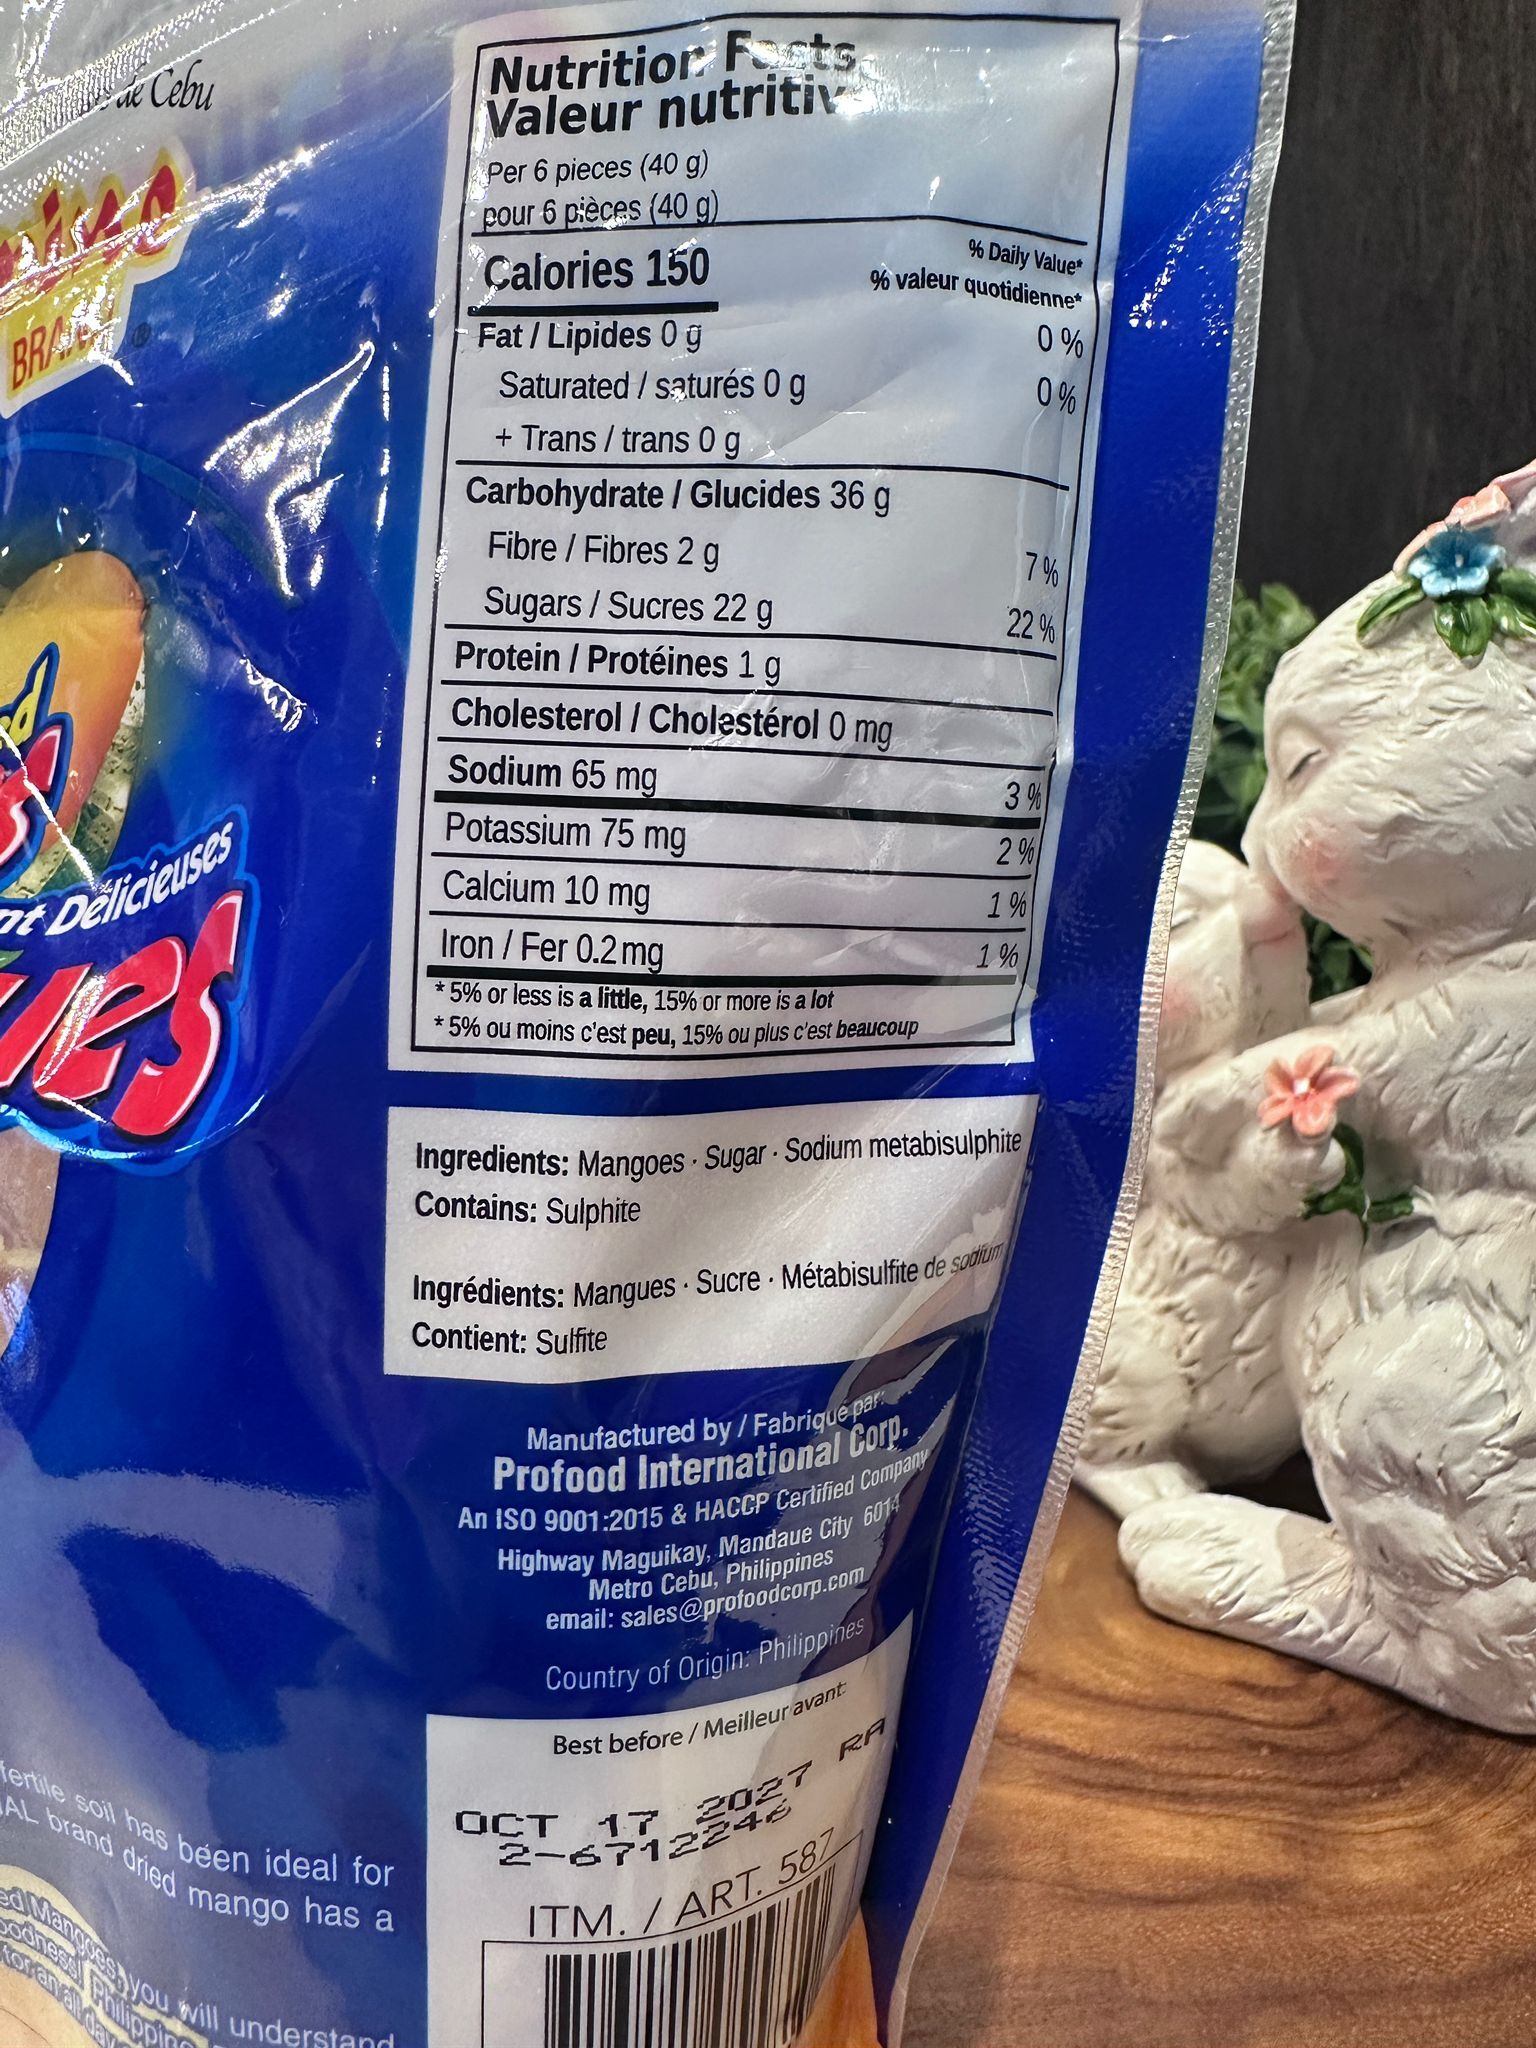 de Cebu
Nutrition Facts
Valeur nutritiv
Per 6 pieces (40 g)
pour 6 pièces (40 g)
% Daily Value*
Calories 150
% valeur quotidienne*
Fat / Lipides 0 g 0 %
Saturated / saturés 0 g 0 %
+ Trans / trans 0 g
Carbohydrate / Glucides 36 g
Fibre / Fibres 2 g 7 %
Sugars / Sucres 22 g 22 %
Protein / Protéines 1 g
Cholesterol / Cholestérol 0 mg
Sodium 65 mg 3 %
Potassium 75 mg 2 %
Calcium 10 mg 1 %
Iron / Fer 0.2 mg 1 %
* 5% or less is a little, 15% or more is a lot
* 5% ou moins c'est peu, 15% ou plus c'est beaucoup
Délicieuses
Ingredients: Mangoes · Sugar · Sodium metabisulphite
Contains: Sulphite
Ingrédients: Mangues · Sucre · Métabisulfite de sodium
Contient: Sulfite
Manufactured by / Fabriqué par:
Profood International Corp.
An ISO 9001:2015 & HACCP Certified Company
Highway Maguikay, Mandaue City 6014
Metro Cebu, Philippines
email: sales@profoodcorp.com
Country of Origin: Philippines
Best before / Meilleur avant:
OCT 17 2027 RA
2-6712246
ITM. / ART. 587
fertile soil has been ideal for
brand dried mango has a
Mangoes, you will understand